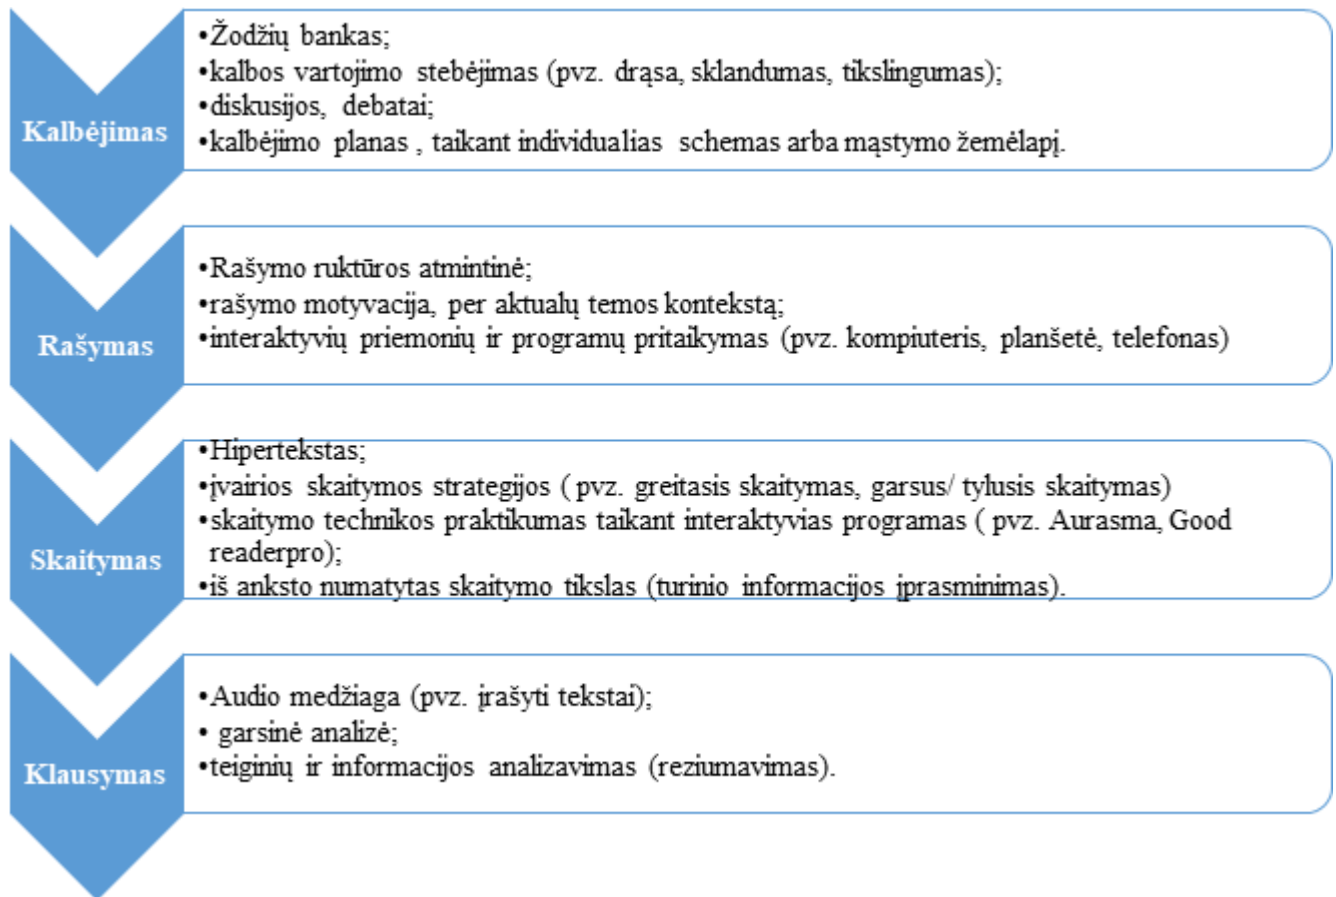 Kalbėjimas
•Žodžių bankas;
•kalbos vartojimo stebėjimas (pvz. drąsa, sklandumas, tikslingumas);
•diskusijos, debatai;
•kalbėjimo planas , taikant individualias schemas arba mąstymo žemėlapį.
Rašymas
•Rašymo ruktūros atmintinė;
•rašymo motyvacija, per aktualų temos kontekstą;
•interaktyvių priemonių ir programų pritaikymas (pvz. kompiuteris, planšetė, telefonas)
Skaitymas
•Hipertekstas;
•įvairios skaitymos strategijos ( pvz. greitasis skaitymas, garsus/ tylusis skaitymas)
•skaitymo technikos praktikumas taikant interaktyvias programas ( pvz. Aurasma, Good
readerpro);
•iš anksto numatytas skaitymo tikslas (turinio informacijos įprasminimas).
Klausymas
•Audio medžiaga (pvz. įrašyti tekstai);
• garsinė analizė;
•teiginių ir informacijos analizavimas (reziumavimas).